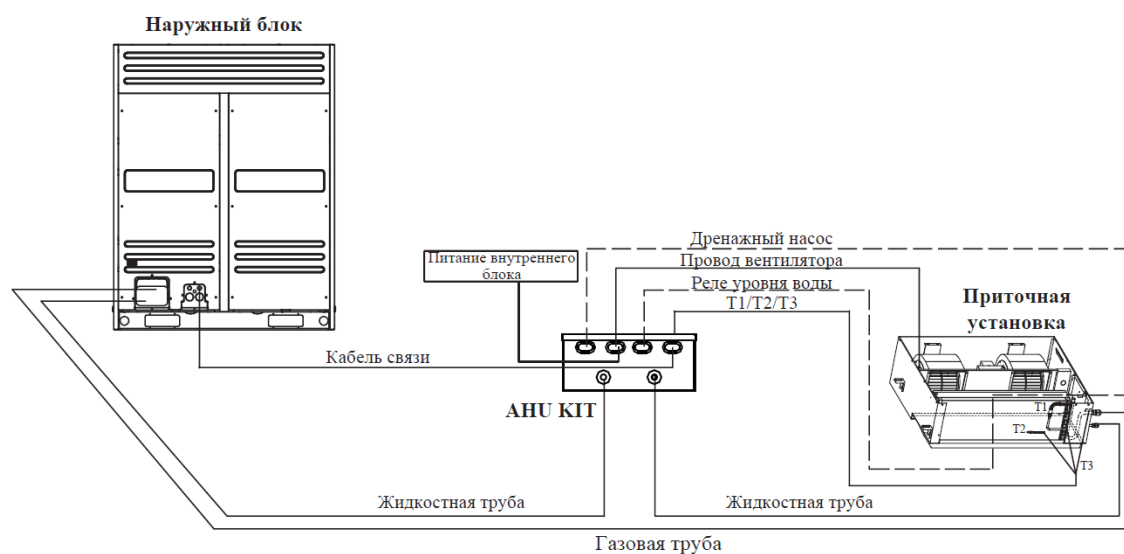 Наружный блок
Дренажный насос
Питание внутреннего
блока
Провод вентилятора
Реле уровня воды
T1/T2/T3
Приточная
установка
Кабель связи
AHU KIT
T1
T2
T3
Жидкостная труба
Жидкостная труба
Газовая труба